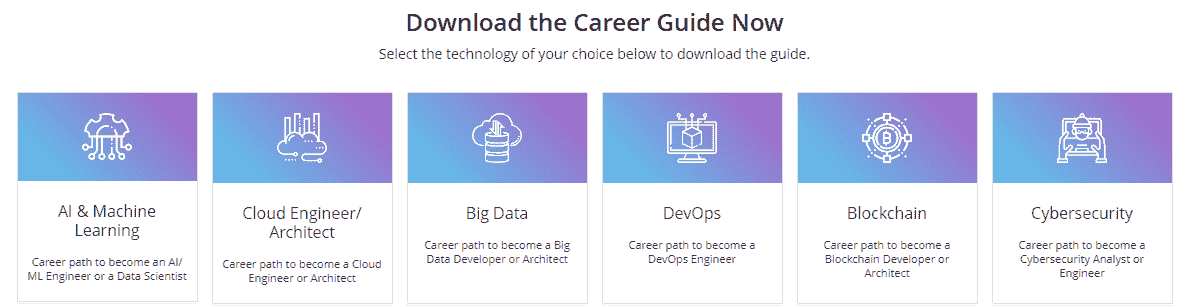 Download the Career Guide Now
Select the technology of your choice below to download the guide.
AI & Machine
Learning
Career path to become an AI/
ML Engineer or a Data Scientist
Cloud Engineer/
Architect
Career path to become a Cloud
Engineer or Architect
Big Data
Career path to become a Big
Data Developer or Architect
DevOps
Career path to become a
DevOps Engineer
Blockchain
Career path to become a
Blockchain Developer or
Architect
Cybersecurity
Career path to become a
Cybersecurity Analyst or
Engineer